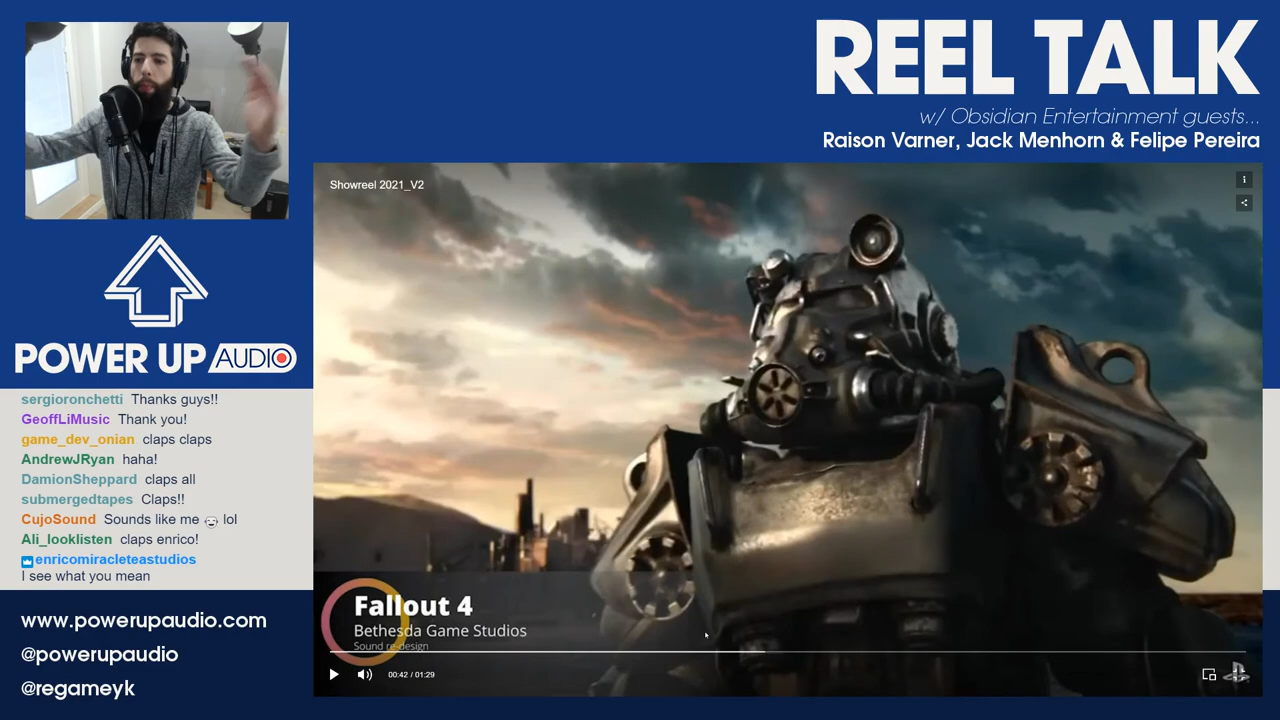 REEL TALK
w/ Obsidian Entertainment guests...
Raison Varner, Jack Menhorn & Felipe Pereira
POWER UP AUDIO
sergioronchetti Thanks guys!!
GeoffLiMusic Thank you!
game_dev_onian claps claps
AndrewJRyan haha!
DamionSheppard claps all
submergedtapes Claps!!
CujoSound Sounds like me lol
Ali_looklisten claps enrico!
enricomiracleteastudios
I see what you mean
www.powerupaudio.com
@powerupaudio
@regameyk
Showreel 2021_V2
Fallout 4
Bethesda Game Studios
Sound re-design
00:42 / 01:29